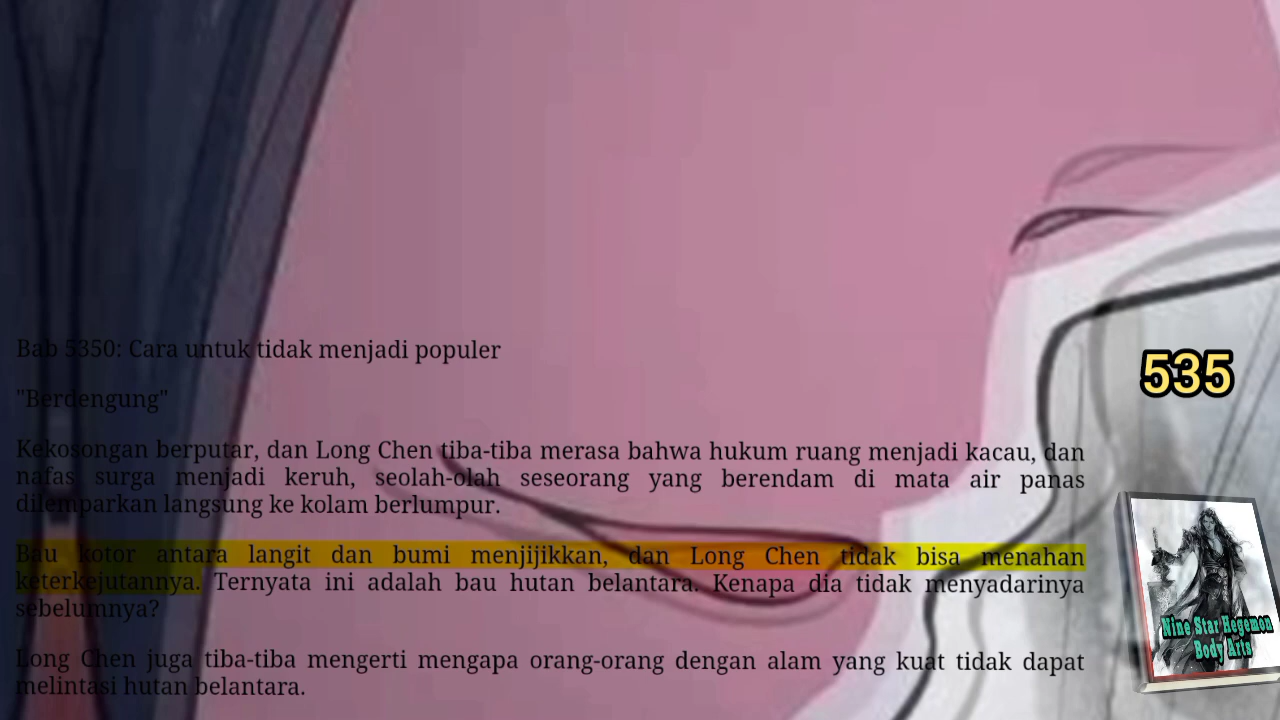 Bab 5350: Cara untuk tidak menjadi populer
"Berdengung"
Kekosongan berputar, dan Long Chen tiba-tiba merasa bahwa hukum ruang menjadi kacau, dan
nafas surga menjadi keruh, seolah-olah seseorang yang berendam di mata air panas
dilemparkan langsung ke kolam berlumpur.
Bau kotor antara langit dan bumi menjijikkan, dan Long Chen tidak bisa menahan
keterkejutannya. Ternyata ini adalah bau hutan belantara. Kenapa dia tidak menyadarinya
sebelumnya?
Long Chen juga tiba-tiba mengerti mengapa orang-orang dengan alam yang kuat tidak dapat
melintasi hutan belantara.
535
Nine Star Hegemon
Body Arts